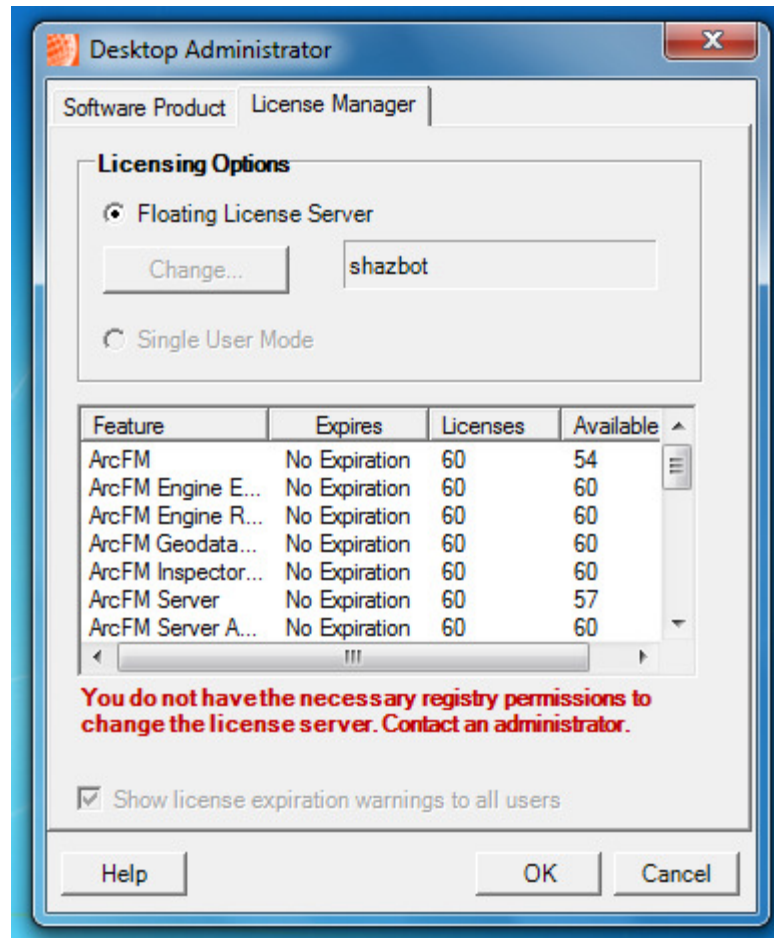 Desktop Administrator
Software Product License Manager
Licensing Options
Floating License Server
Change... shazbot
Single User Mode
Feature Expires Licenses Available
ArcFM No Expiration 60 54
ArcFM Engine E... No Expiration 60 60
ArcFM Engine R... No Expiration 60 60
ArcFM Geodata... No Expiration 60 60
ArcFM Inspector... No Expiration 60 60
ArcFM Server No Expiration 60 57
ArcFM Server A... No Expiration 60 60
You do not have the necessary registry permissions to
change the license server. Contact an administrator.
Show license expiration warnings to all users
Help OK Cancel